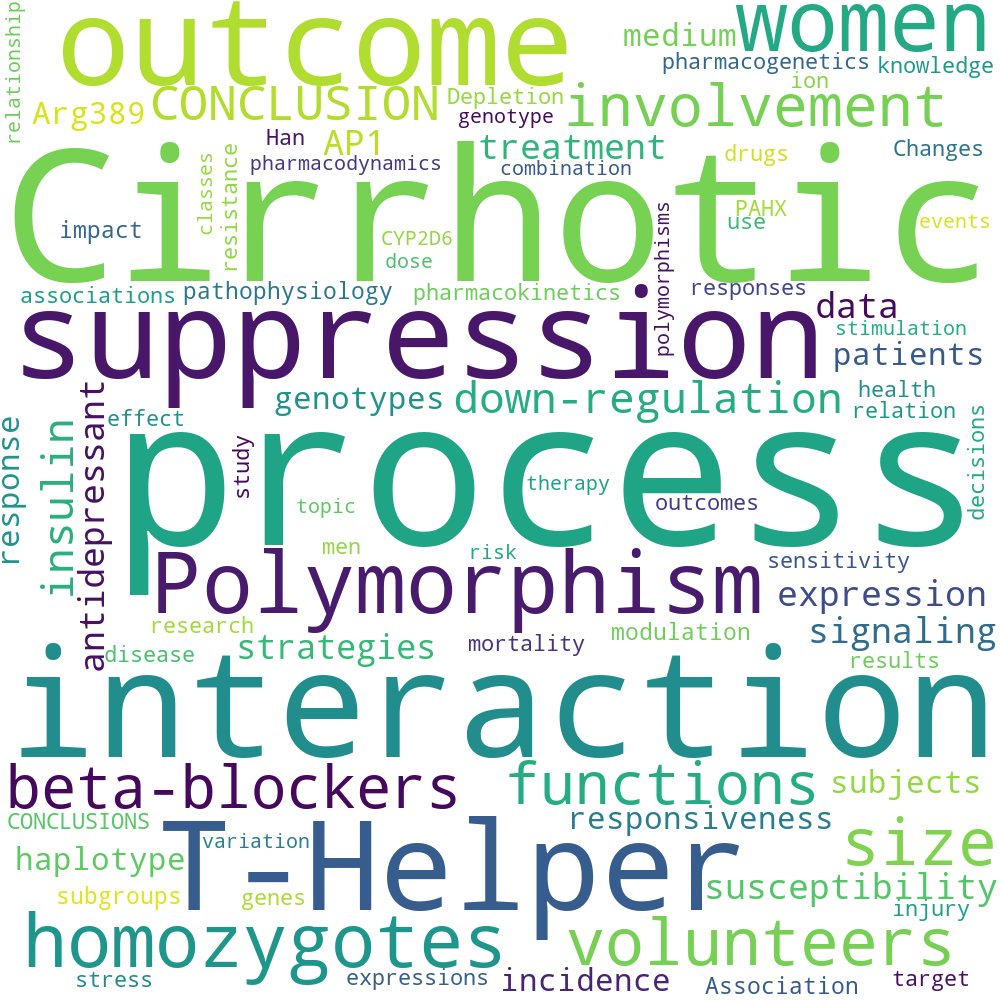 relationship
outcome
women
medium
pharmacogenetics
knowledge
ion
Arg389
CONCLUSION
Depletion
genotype
involvement
Han
AP1
treatment
drugs
Changes
pharmacodynamics
combination
classes
resistance
Cirrhotic
impact
CYP2D6
dose
polymorphisms
use
PAHX
events
associations
pathophysiology
pharmacokinetics
responses
data
suppression
stimulation
patients
response
insulin
antidepressant
effect
genotypes
down-regulation
health
relation
decisions
study
process
topic
therapy
outcomes
men
risk
sensitivity
Polymorphism
expression
research
strategies
mortality
modulation
signaling
disease
results
interaction
beta-blockers
functions
subjects
CONCLUSIONS
variation
responsiveness
size
haplotype
T-Helper
subgroups
genes
susceptibility
injury
homozygotes
volunteers
stress
expressions
incidence
Association
target